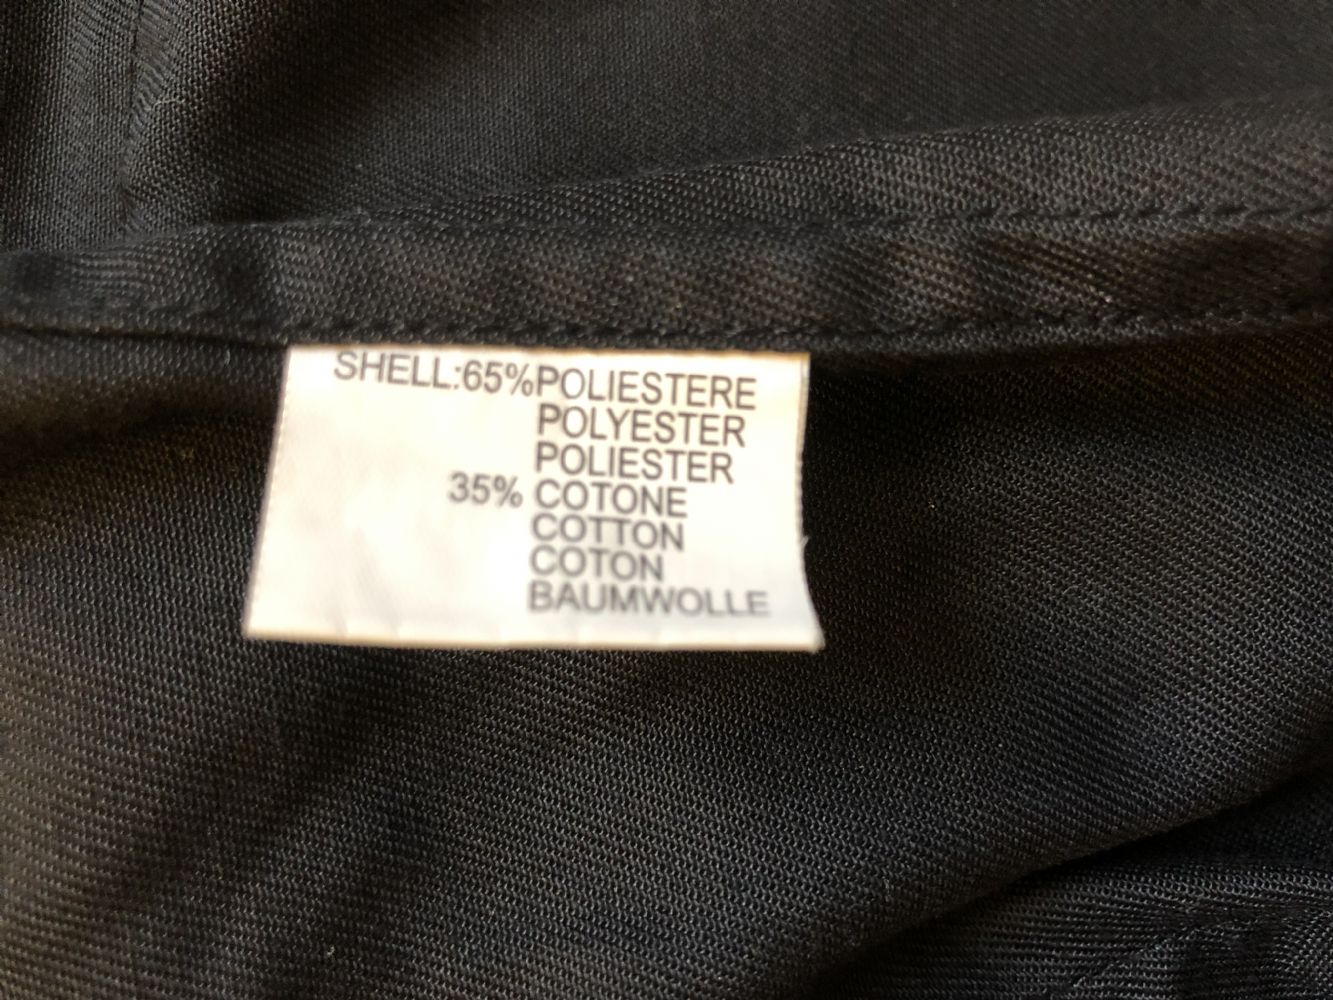 SHELL:65%POLIESTERE
POLYESTER
POLIESTER
35% COTONE
COTTON
COTON
BAUMWOLLE